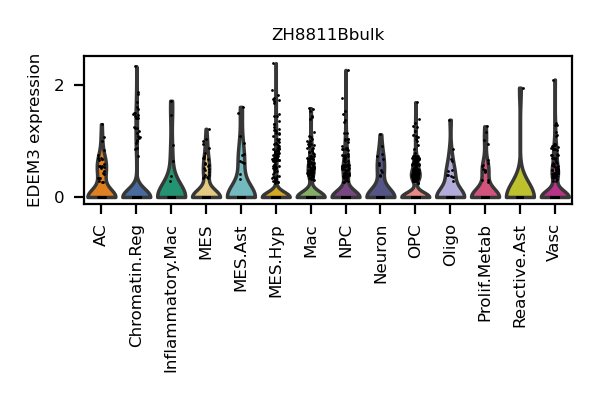 ZH8811Bbulk
EDEM3 expression
2
0
AC
Chromatin.Reg
Inflammatory.Mac
MES
MES.Ast
MES.Hyp
Mac
NPC
Neuron
OPC
Oligo
Prolif.Metab
Reactive.Ast
Vasc